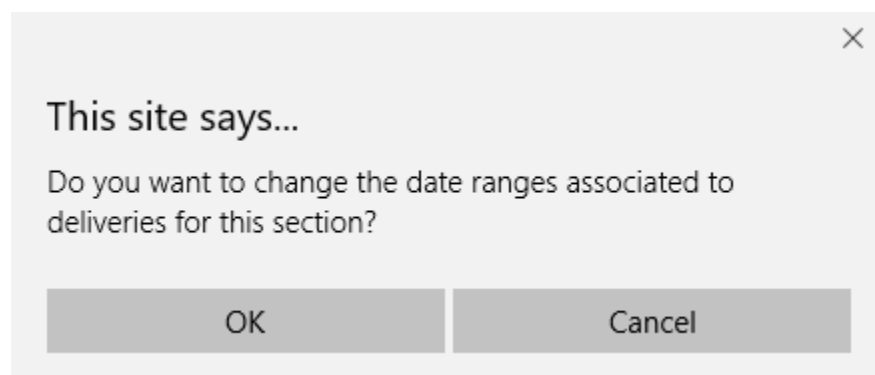 This site says...
Do you want to change the date ranges associated to
deliveries for this section?
OK
Cancel